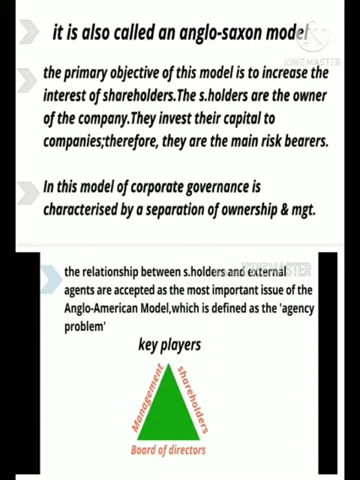 it is also called an anglo-saxon model
KINEMASTER
the primary objective of this model is to increase the
interest of shareholders.The s.holders are the owner
of the company.They invest their capital to
companies;therefore, they are the main risk bearers.
In this model of corporate governance is
characterised by a separation of ownership & mgt.
the relationship between s.holders and external
KINEMASTER
agents are accepted as the most important issue of the
Anglo-American Model,which is defined as the 'agency
problem'
key players
Management
shareholders
Board of directors